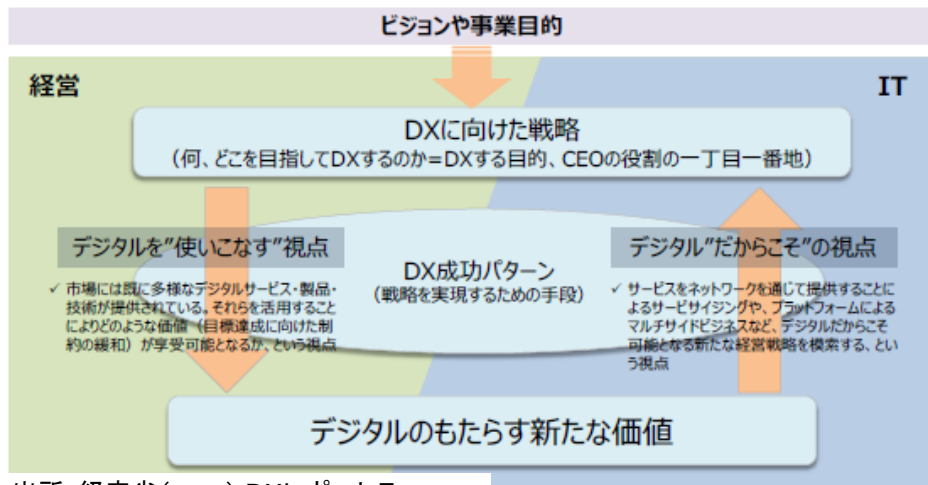 ビジョンや事業目的
経営
IT
DXに向けた戦略
（何、どこを目指してDXするのか=DXする目的、CEOの役割の一丁目一番地）
デジタルを”使いこなす”視点
✓ 市場には既に多様なデジタルサービス・製品・
技術が提供されている。それらを活用すること
によりどのような価値（目標達成に向けた制
約の緩和）が享受可能となるか、という視点
DX成功パターン
（戦略を実現するための手段）
デジタル”だからこそ”の視点
✓ サービスをネットワークを通じて提供することに
よるサービサイジングや、プラットフォームによる
マルチサイドビジネスなど、デジタルだからこそ
可能となる新たな経営戦略を模索する、とい
う視点
デジタルのもたらす新たな価値